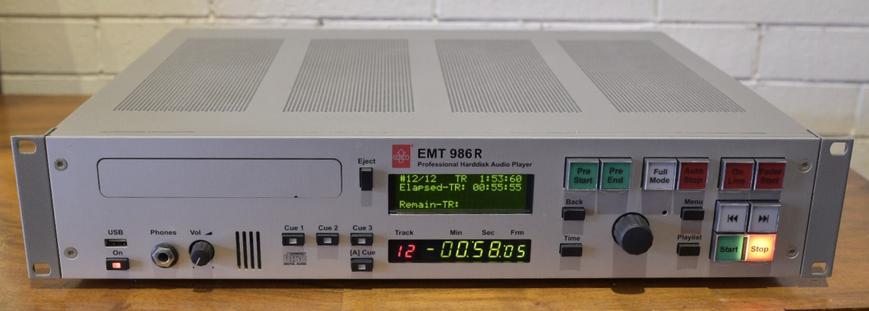 EMT 986R
Professional Harddisk Audio Player
Eject
#12/12 TR 1:53:60
Elapsed-TR: 00:55:55
Remain-TR:
Pre Start
Pre End
Full Mode
Auto Stop
On Line
Fader Start
Back
Menu
USB
On
Phones
Vol
Cue 1
Cue 2
Cue 3
[A] Cue
Track Min Sec Frm
12 -00:58:05
Time
Playlist
Start
Stop